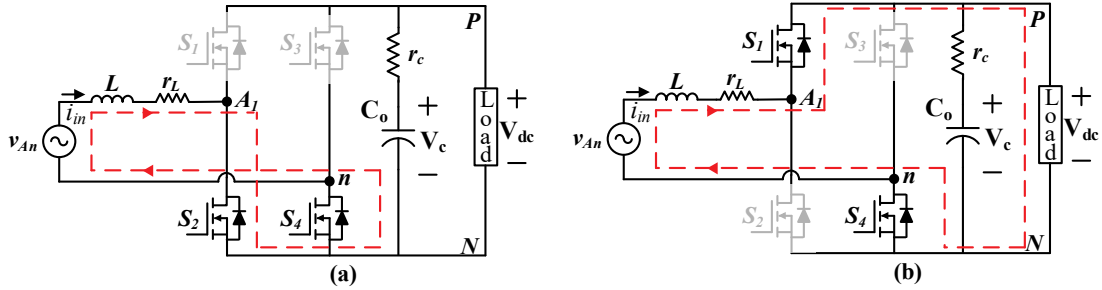 P
S1
S3
rc
L
rL
A1
iin
Co
+
Vc
−
Load
+
Vdc
−
vAn
n
S2
S4
N
(a)
P
S1
S3
rc
L
rL
A1
iin
Co
+
Vc
−
Load
+
Vdc
−
vAn
n
S2
S4
N
(b)